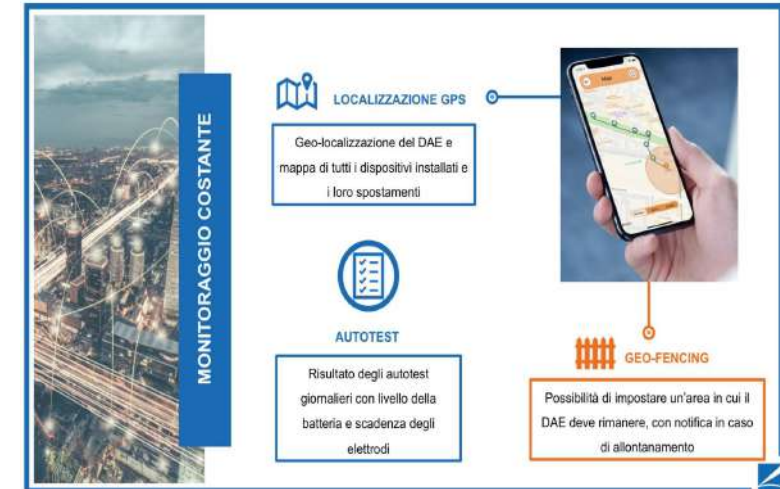 MONITORAGGIO COSTANTE
LOCALIZZAZIONE GPS
Geo-localizzazione del DAE e
mappa di tutti i dispositivi installati e
i loro spostamenti
AUTOTEST
Risultato degli autotest
giornalieri con livello della
batteria e scadenza degli
elettrodi
GEO-FENCING
Possibilità di impostare un'area in cui il
DAE deve rimanere, con notifica in caso
di allontanamento